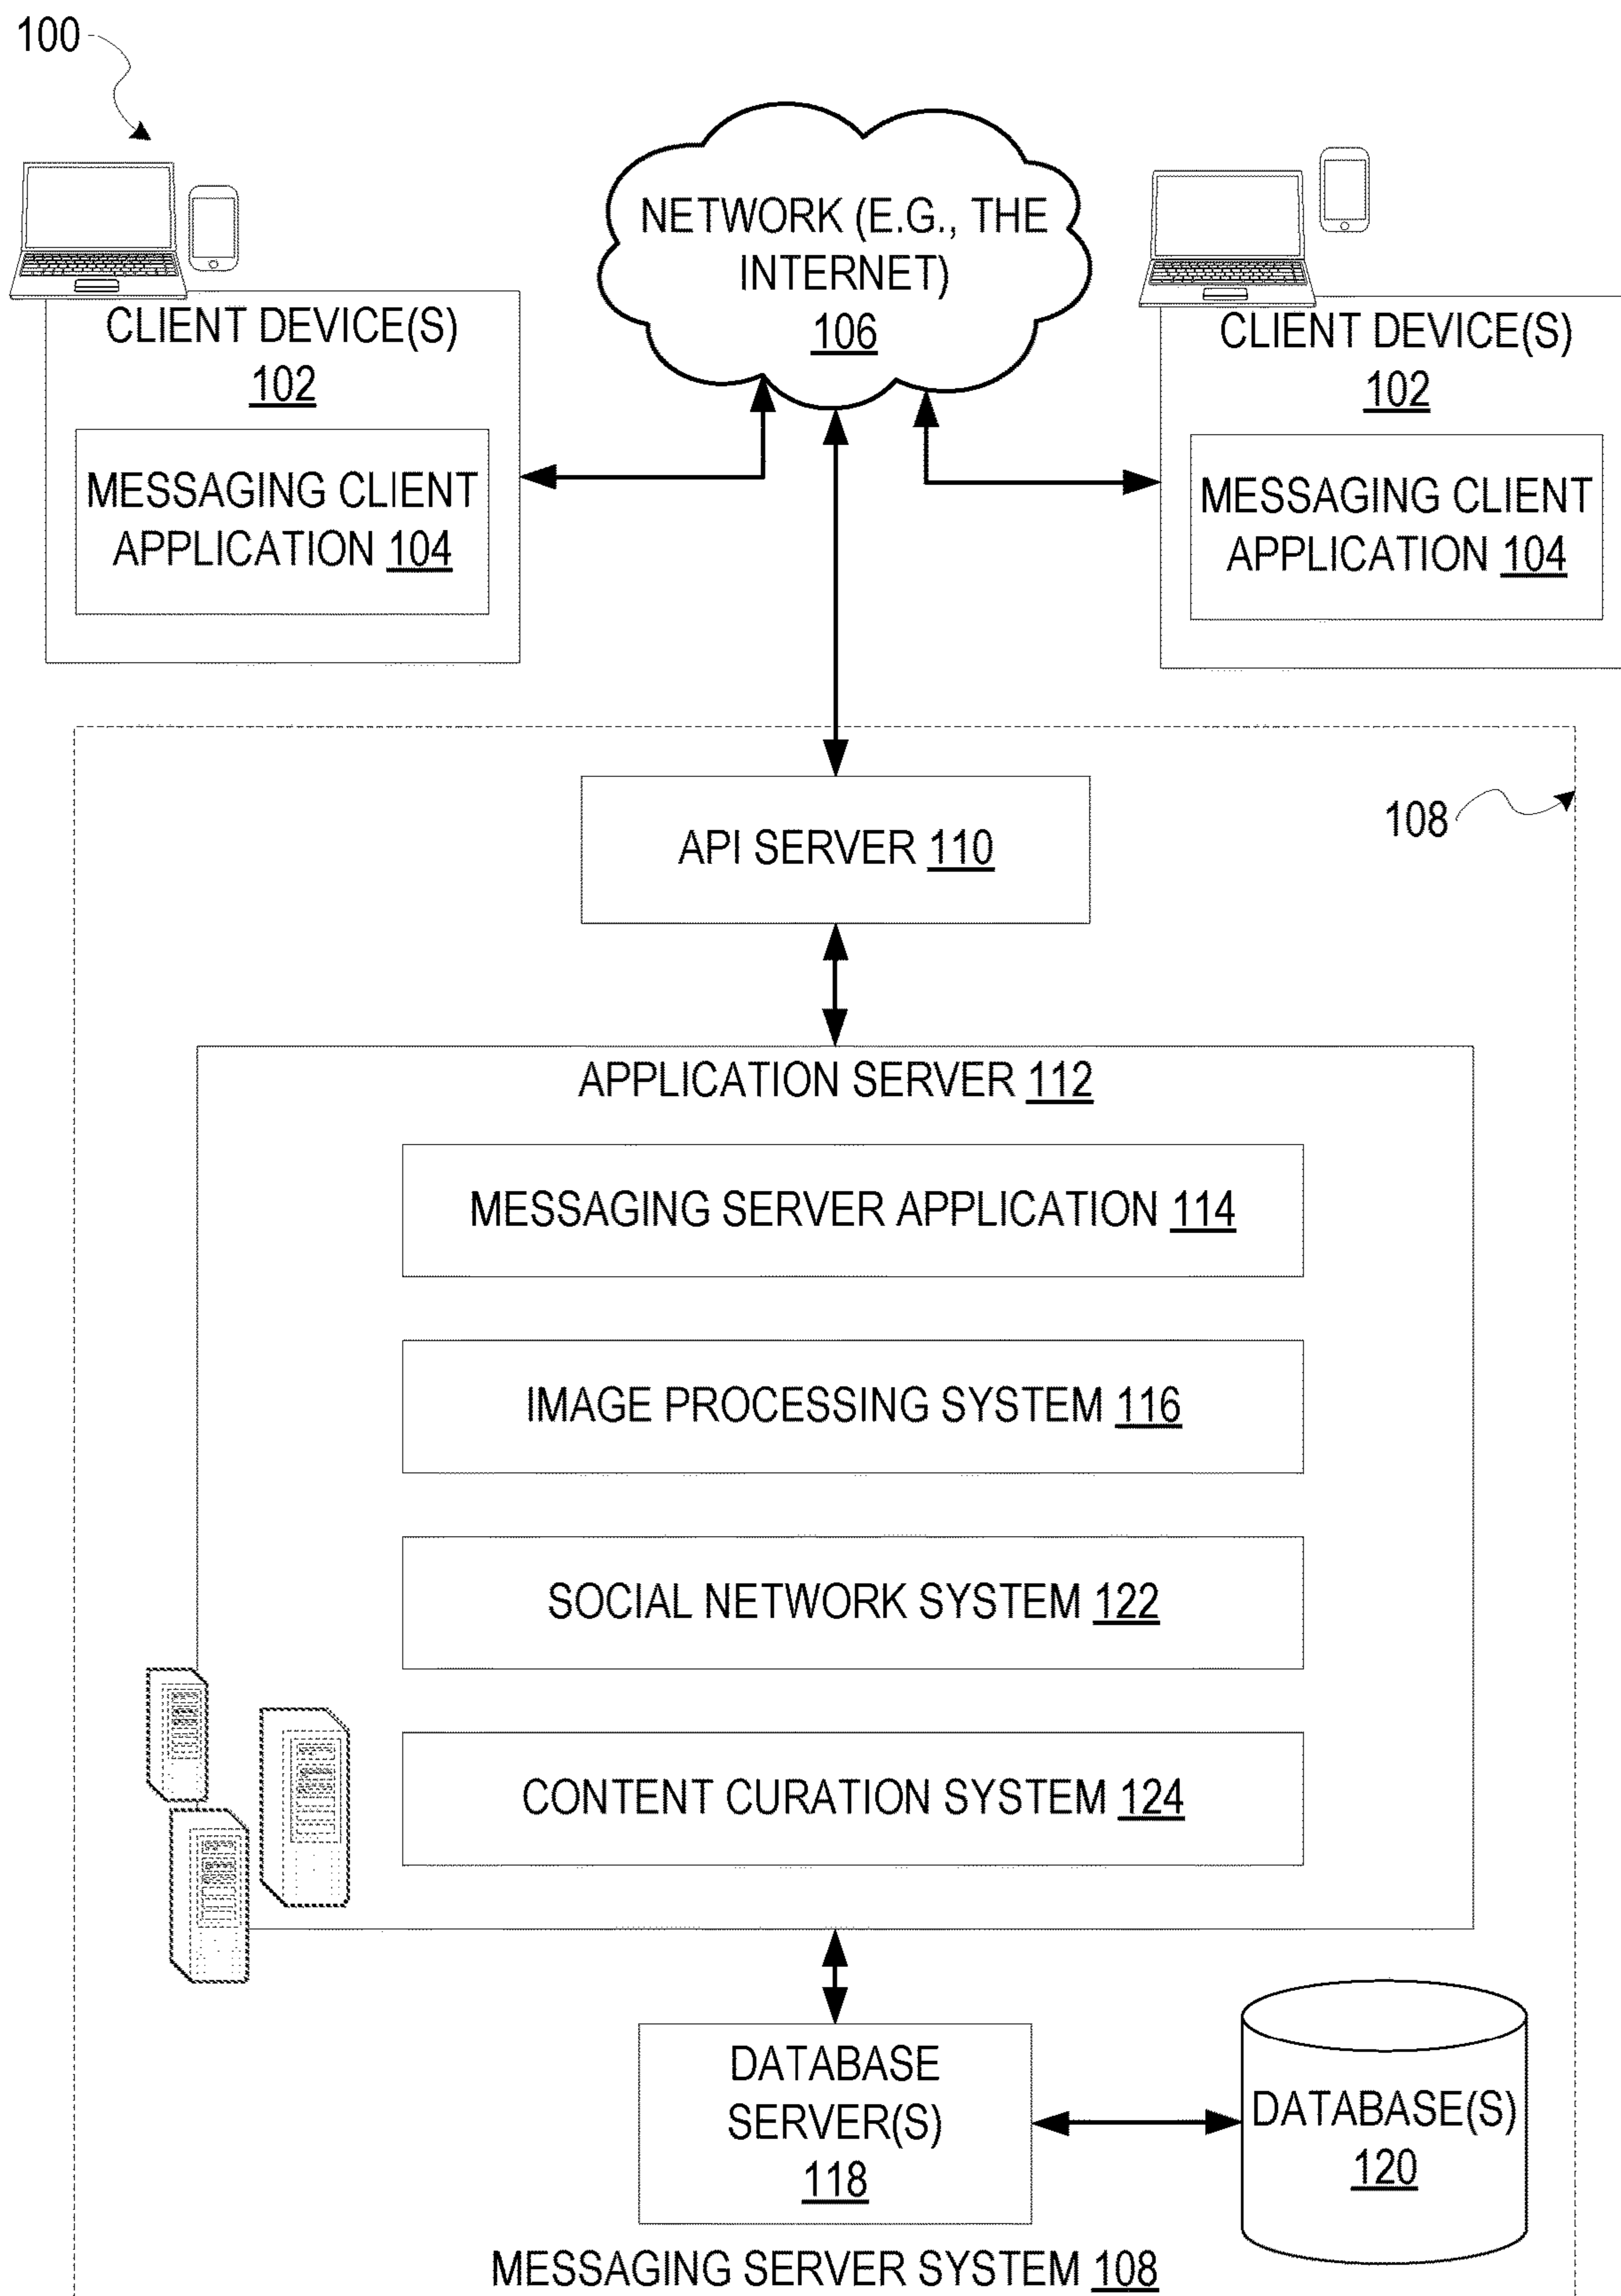 100
NETWORK (E.G., THE
INTERNET)
106
CLIENT DEVICE(S)
102
MESSAGING CLIENT
APPLICATION 104
CLIENT DEVICE(S)
102
MESSAGING CLIENT
APPLICATION 104
108
API SERVER 110
APPLICATION SERVER 112
MESSAGING SERVER APPLICATION 114
IMAGE PROCESSING SYSTEM 116
SOCIAL NETWORK SYSTEM 122
CONTENT CURATION SYSTEM 124
DATABASE
SERVER(S)
118
DATABASE(S)
120
MESSAGING SERVER SYSTEM 108